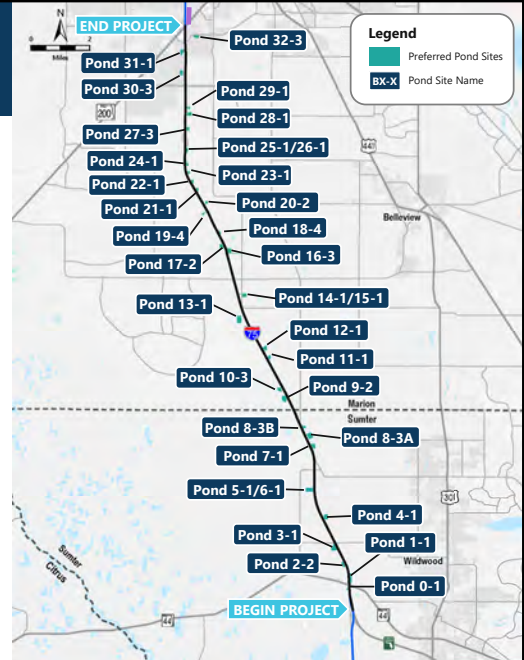 END PROJECT
N
0
2
Miles
Legend
Preferred Pond Sites
BX-X
Pond Site Name
Pond 32-3
Pond 31-1
Pond 30-3
200
Pond 29-1
Pond 28-1
Pond 27-3
Pond 25-1/26-1
441
Pond 24-1
Pond 23-1
Pond 22-1
Pond 21-1
Pond 20-2
Belleview
Pond 19-4
Pond 18-4
Pond 17-2
Pond 16-3
Pond 14-1/15-1
Pond 13-1
75
Pond 12-1
Pond 11-1
Pond 10-3
Pond 9-2
Marion
Sumter
Pond 8-3B
Pond 8-3A
Pond 7-1
Pond 5-1/6-1
301
Pond 4-1
Pond 3-1
Pond 1-1
Sumter
Citrus
Pond 2-2
Wildwood
Pond 0-1
BEGIN PROJECT
44
44